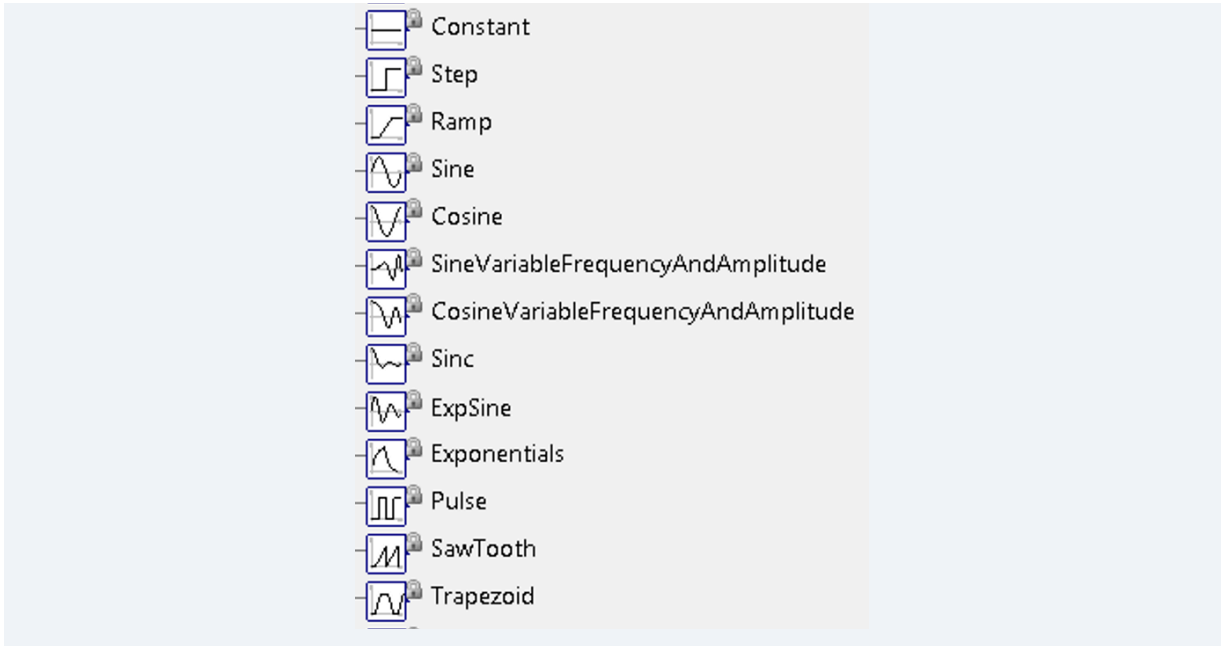 Constant
Step
Ramp
Sine
Cosine
SineVariableFrequencyAndAmplitude
CosineVariableFrequencyAndAmplitude
Sinc
ExpSine
Exponentials
Pulse
SawTooth
Trapezoid